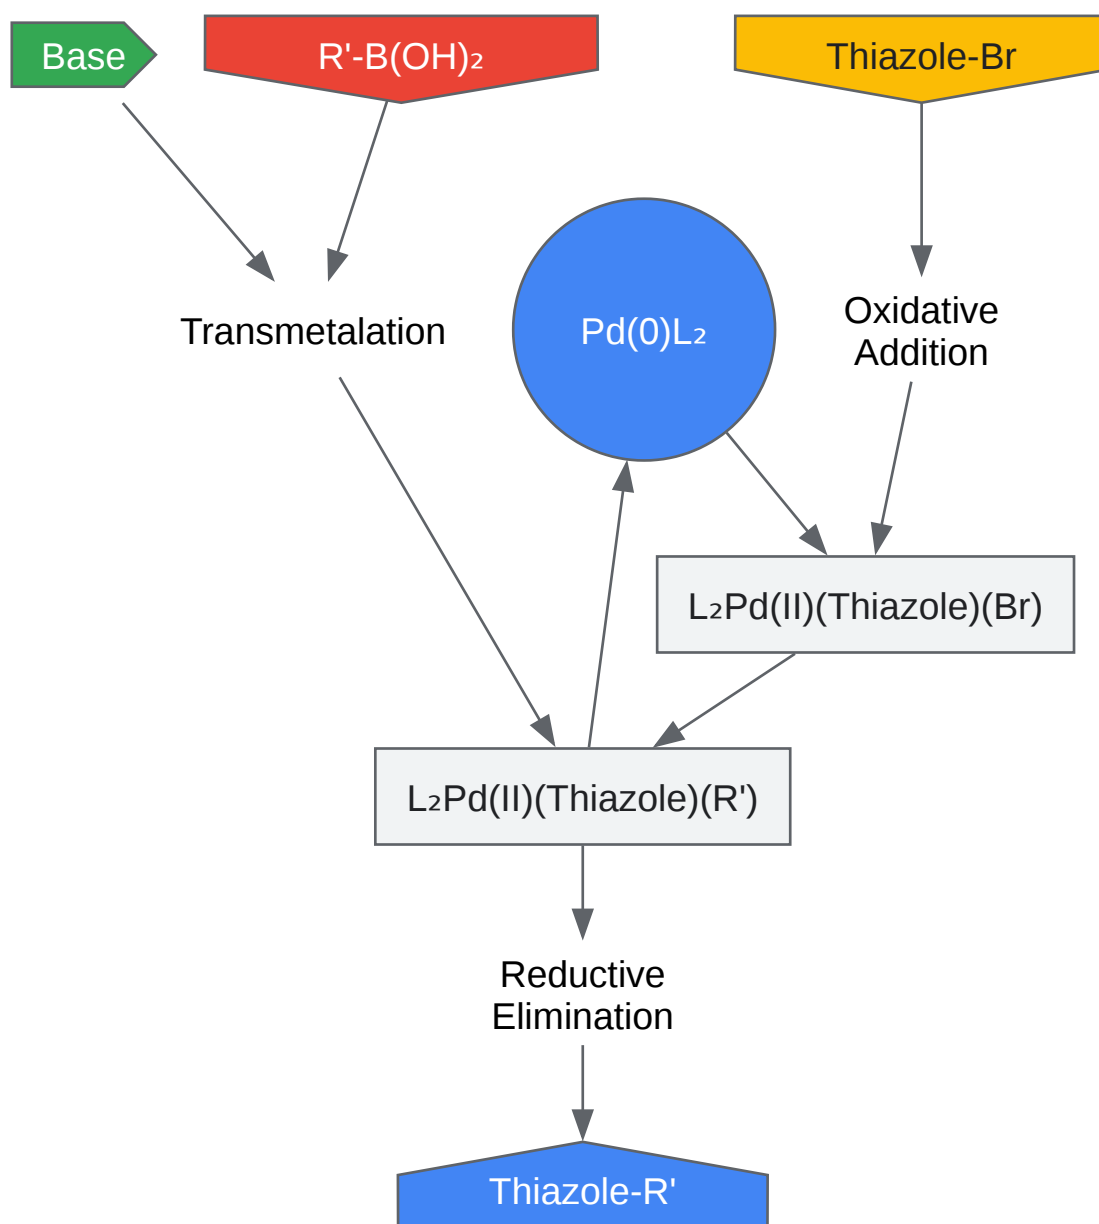 Base
R'-B(OH)₂
Thiazole-Br
Transmetalation
Pd(0)L₂
Oxidative
Addition
L₂Pd(II)(Thiazole)(Br)
L₂Pd(II)(Thiazole)(R')
Reductive
Elimination
Thiazole-R'